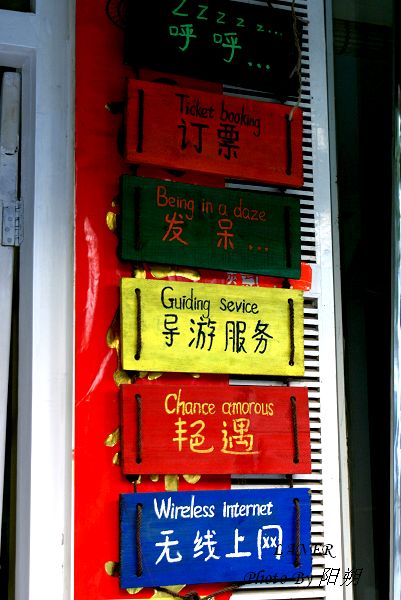 Z Z Z Z Z...
呼呼...
Ticket booking
订票
Being in a daze
发呆...
Guiding sevice
导游服务
Chance amorous
艳遇
Wireless internet
无线上网
Photo By 阳朔